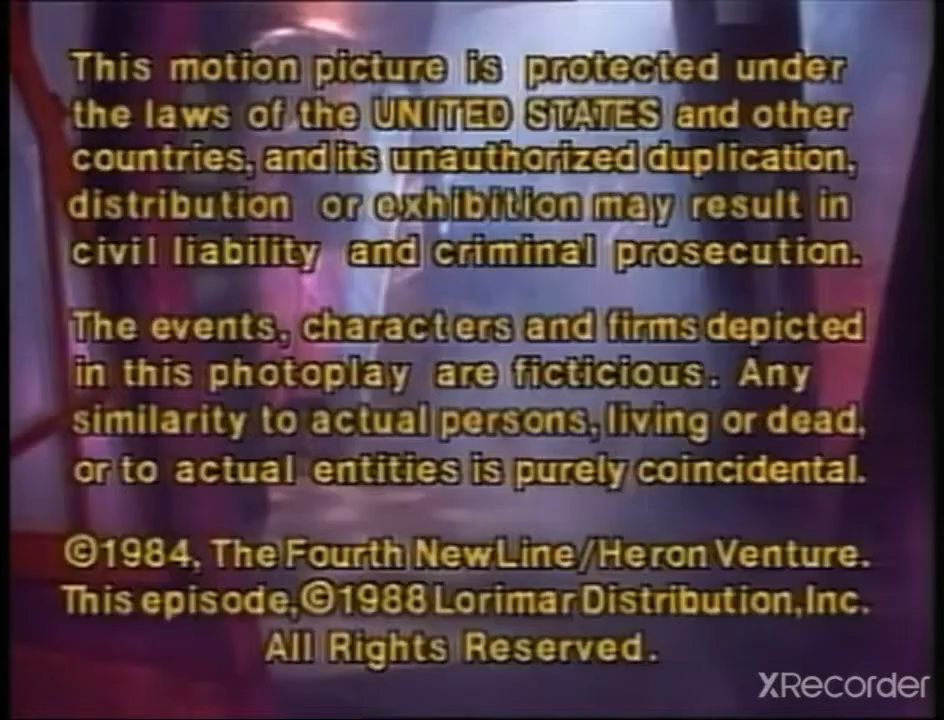 This motion picture is protected under
the laws of the UNITED STATES and other
countries, and its unauthorized duplication,
distribution or exhibition may result in
civil liability and criminal prosecution.
The events, characters and firms depicted
in this photoplay are ficticious. Any
similarity to actual persons, living or dead,
or to actual entities is purely coincidental.
©1984, The Fourth New Line/Heron Venture.
This episode, ©1988 Lorimar Distribution, Inc.
All Rights Reserved.
XRecorder